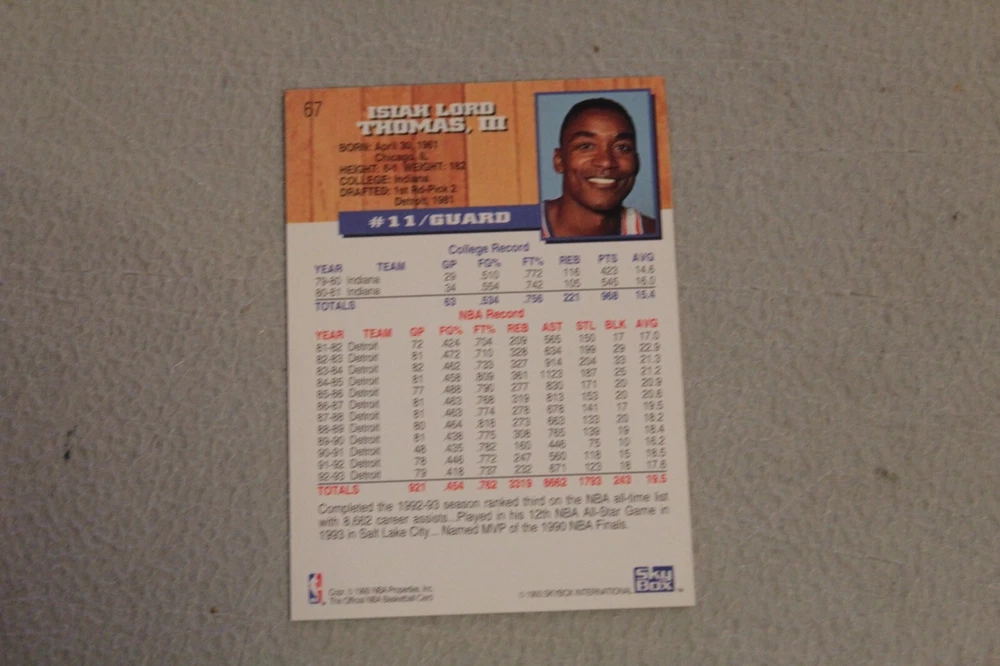 67
ISIAH LORD
THOMAS, III
BORN: April 30, 1961
Chicago, IL
HEIGHT: 6-1 WEIGHT: 182
COLLEGE: Indiana
DRAFTED: 1st Rd-Pick 2
Detroit, 1981
#11/GUARD
College Record
YEAR TEAM GP FG% FT% REB PTS AVG
79-80 Indiana 29 .510 .772 116 423 14.6
80-81 Indiana 34 .554 .742 105 545 16.0
TOTALS 63 .534 .756 221 968 15.4
NBA Record
YEAR TEAM GP FG% FT% REB AST STL BLK AVG
81-82 Detroit 72 .424 .704 209 565 150 17 17.0
82-83 Detroit 81 .472 .710 328 634 199 29 22.9
83-84 Detroit 82 .462 .733 327 914 204 33 21.3
84-85 Detroit 81 .458 .809 361 1123 187 25 21.2
85-86 Detroit 77 .488 .790 277 830 171 20 20.9
86-87 Detroit 81 .463 .768 319 813 153 20 20.6
87-88 Detroit 81 .463 .774 278 678 141 17 19.5
88-89 Detroit 80 .464 .818 273 663 133 20 18.2
89-90 Detroit 81 .438 .775 308 765 139 19 18.4
90-91 Detroit 48 .435 .782 160 446 75 10 16.2
91-92 Detroit 78 .446 .772 247 560 118 15 18.5
92-93 Detroit 79 .418 .737 232 671 123 18 17.6
TOTALS 921 .454 .762 3319 8662 1793 243 19.5
Completed the 1992-93 season ranked third on the NBA all-time list
with 8,662 career assists...Played in his 12th NBA All-Star Game in
1993 in Salt Lake City... Named MVP of the 1990 NBA Finals.
Copr. © 1993 NBA Properties, Inc.
The Official NBA Basketball Card
© 1993 SKYBOX INTERNATIONAL
SkyBox